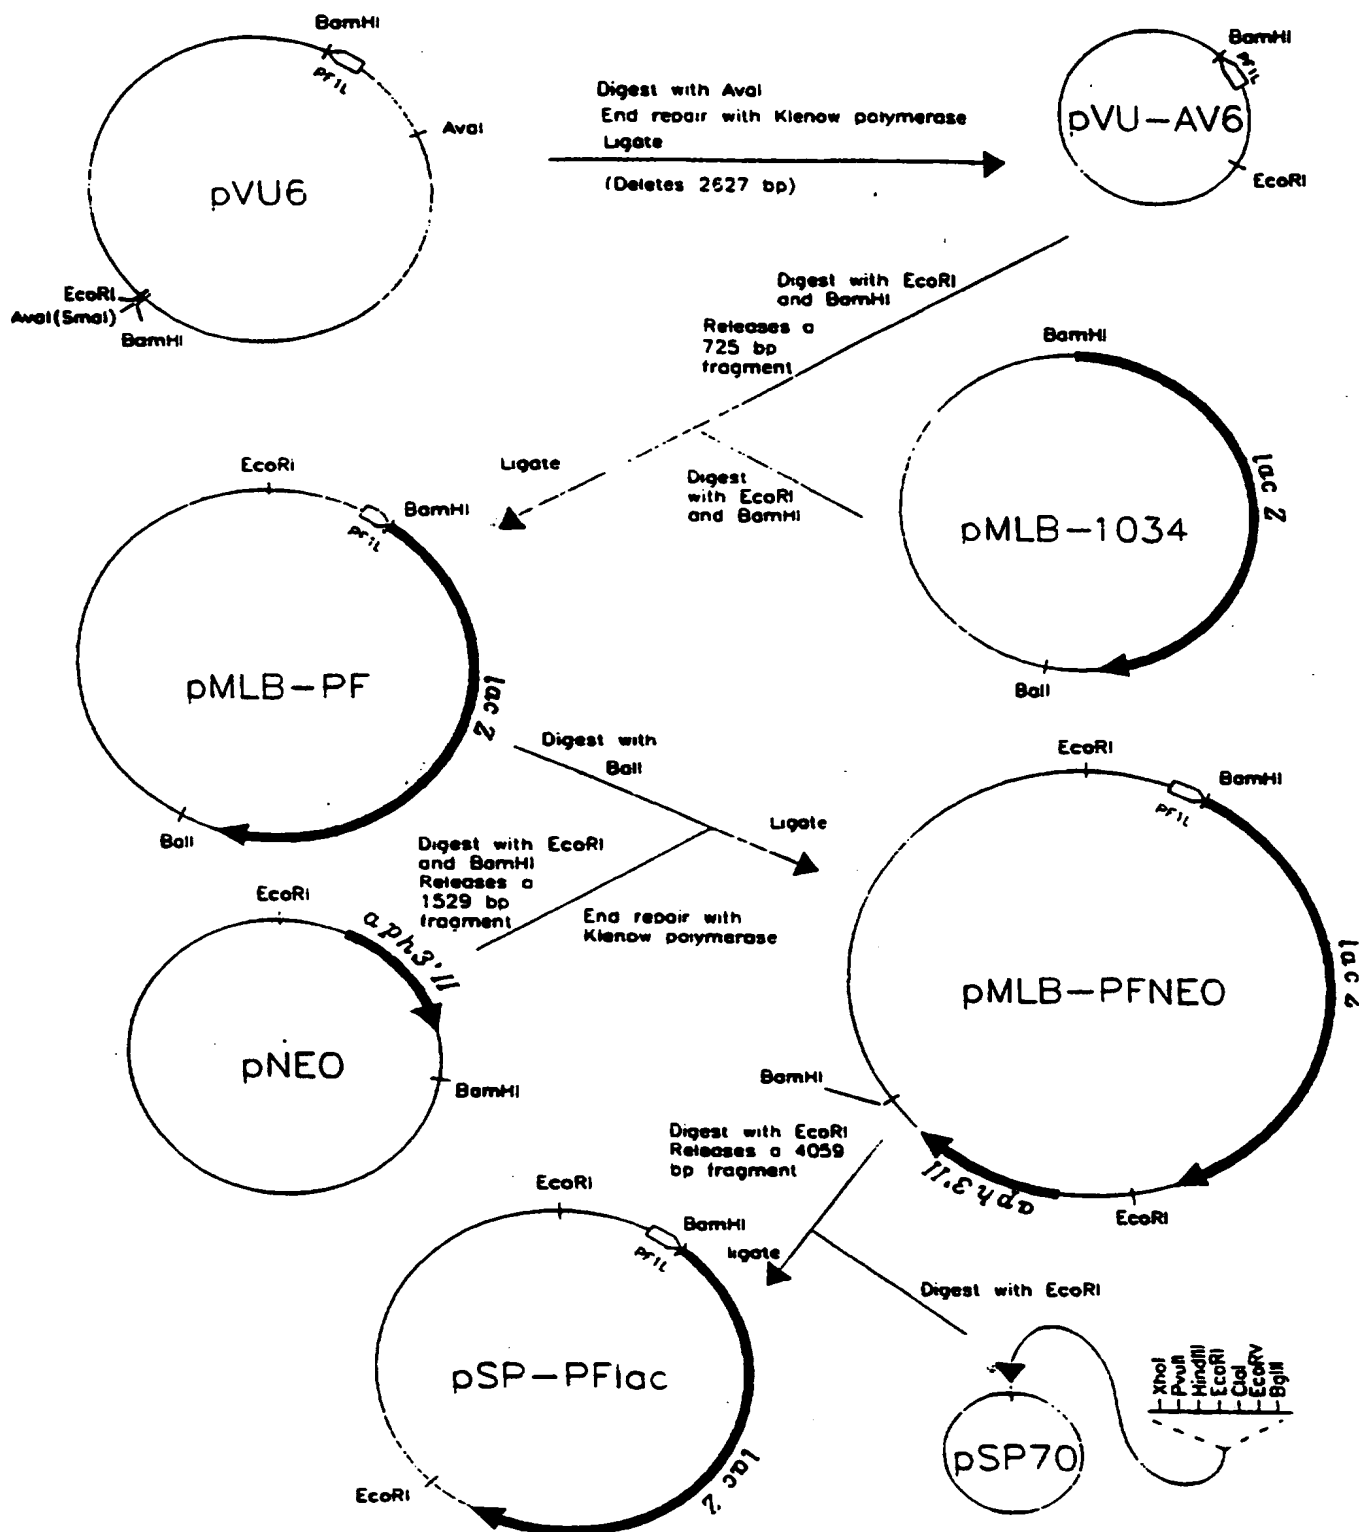 BamHI
PF1L
AvaI
pVU6
EcoRI
AvaI(SmaI)
BamHI
Digest with AvaI
End repair with Klenow polymerase
Ligate
(Deletes 2627 bp)
BamHI
PF1L
pVU-AV6
EcoRI
Digest with EcoRI
and BamHI
Releases a
725 bp
fragment
BamHI
lac Z
pMLB-1034
BalI
Digest
with EcoRI
and BamHI
Ligate
EcoRI
BamHI
PF1L
pMLB-PF
lac Z
BalI
Digest with
BalI
Ligate
Digest with EcoRI
and BamHI
Releases a
1529 bp
fragment
End repair with
Klenow polymerase
EcoRI
aph3'II
pNEO
BamHI
EcoRI
BamHI
PF1L
lac Z
pMLB-PFNEO
BamHI
aph3'II
EcoRI
Digest with EcoRI
Releases a 4059
bp fragment
ligate
Digest with EcoRI
EcoRI
BamHI
PF1L
pSP-PFlac
lac Z
EcoRI
pSP70
XhoI
PvuII
HindIII
EcoRI
ClaI
EcoRV
BglII